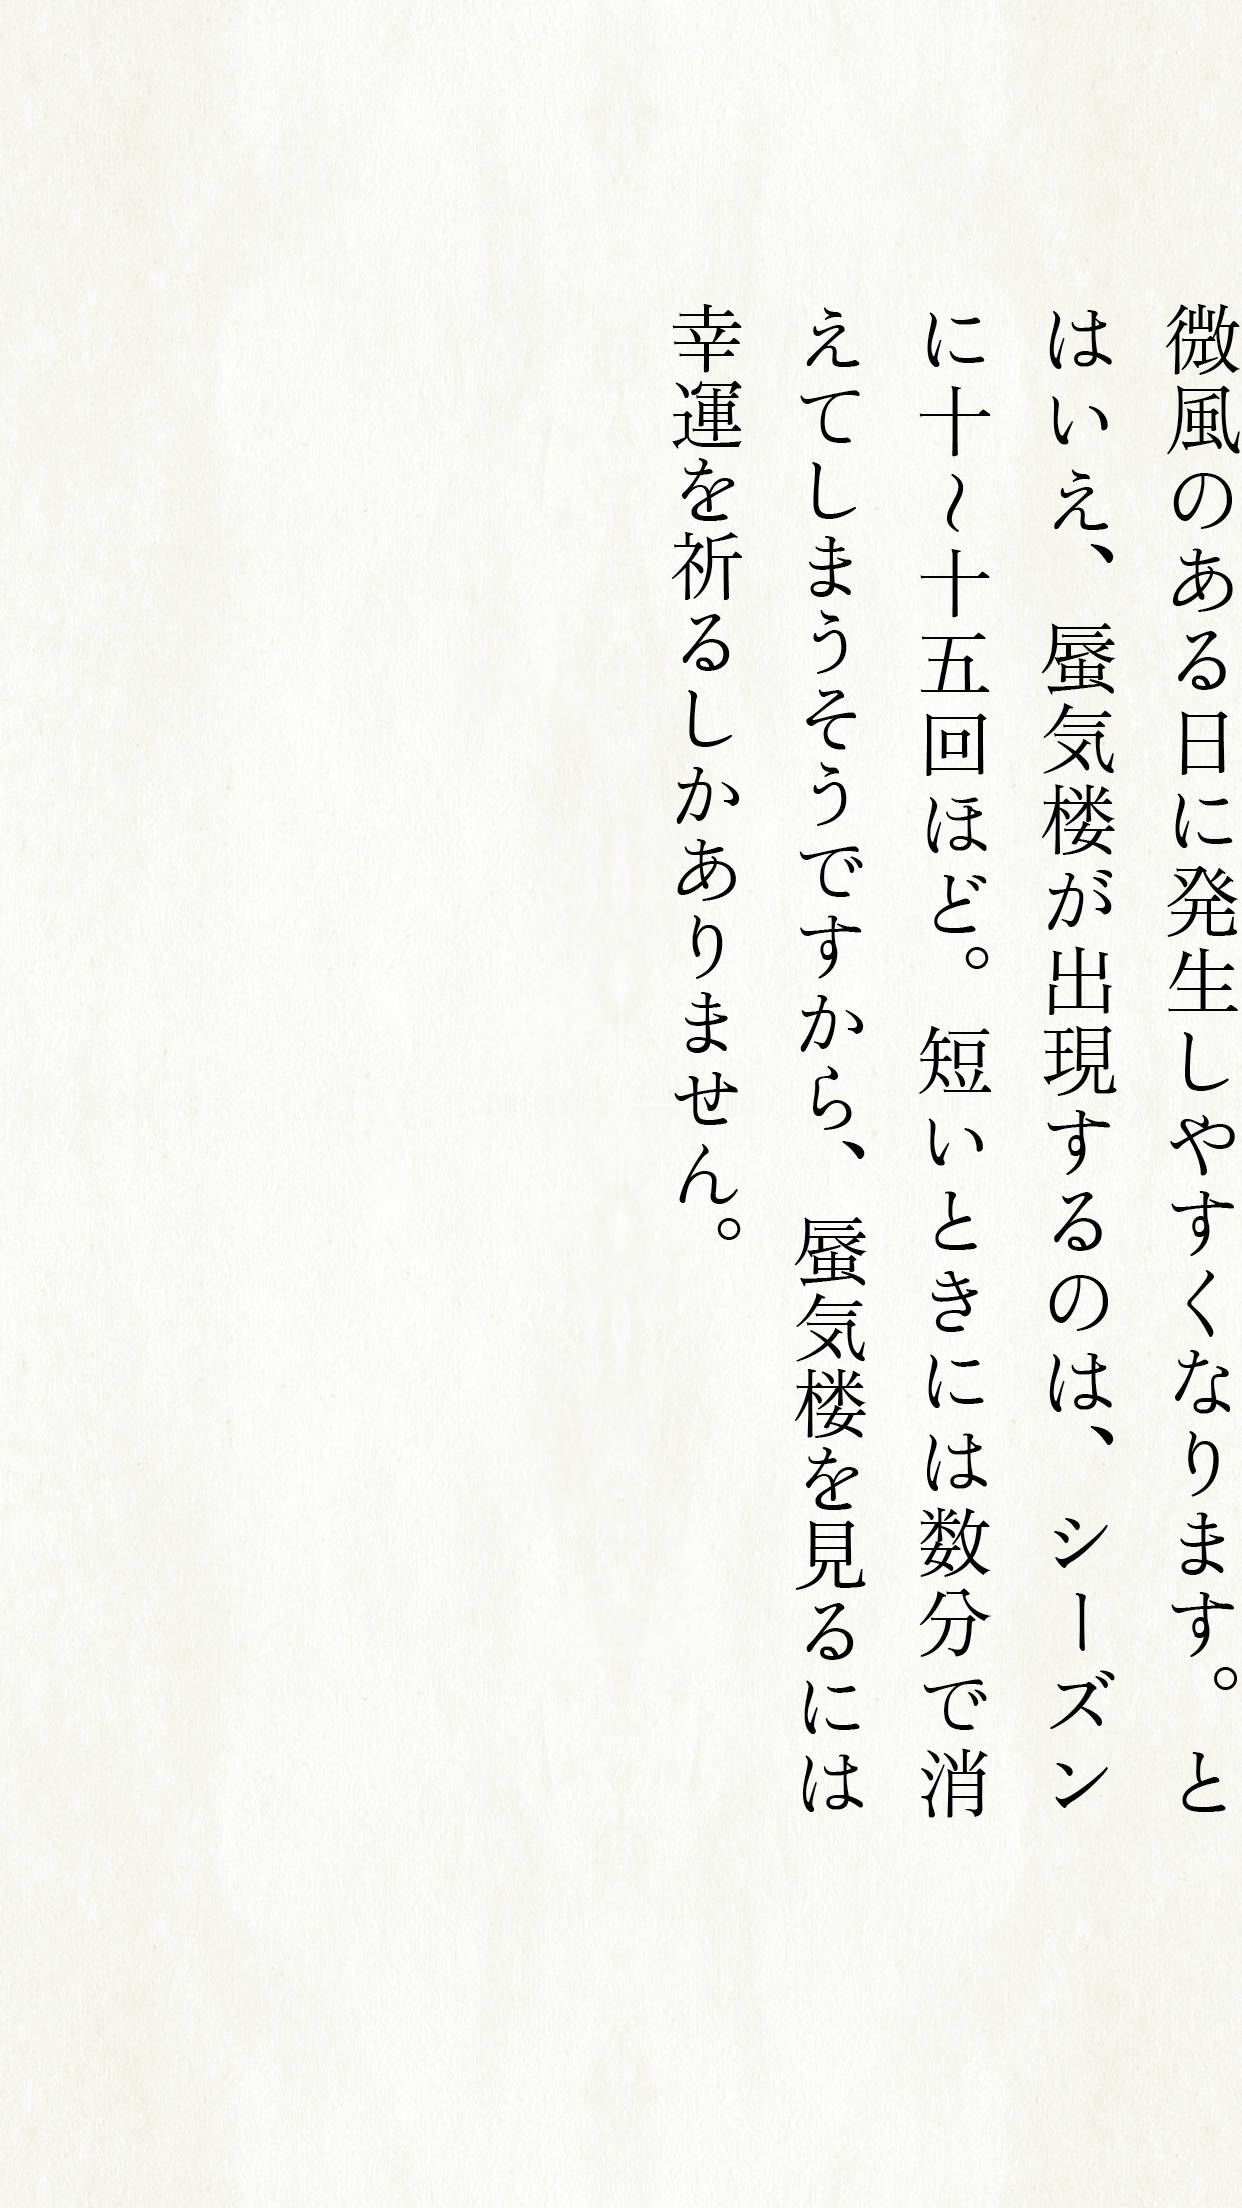 微風のある日に発生しやすくなります。と
はいえ、蜃気楼が出現するのは、シーズン
に十〜十五回ほど。短いときには数分で消
えてしまうそうですから、蜃気楼を見るには
幸運を祈るしかありません。